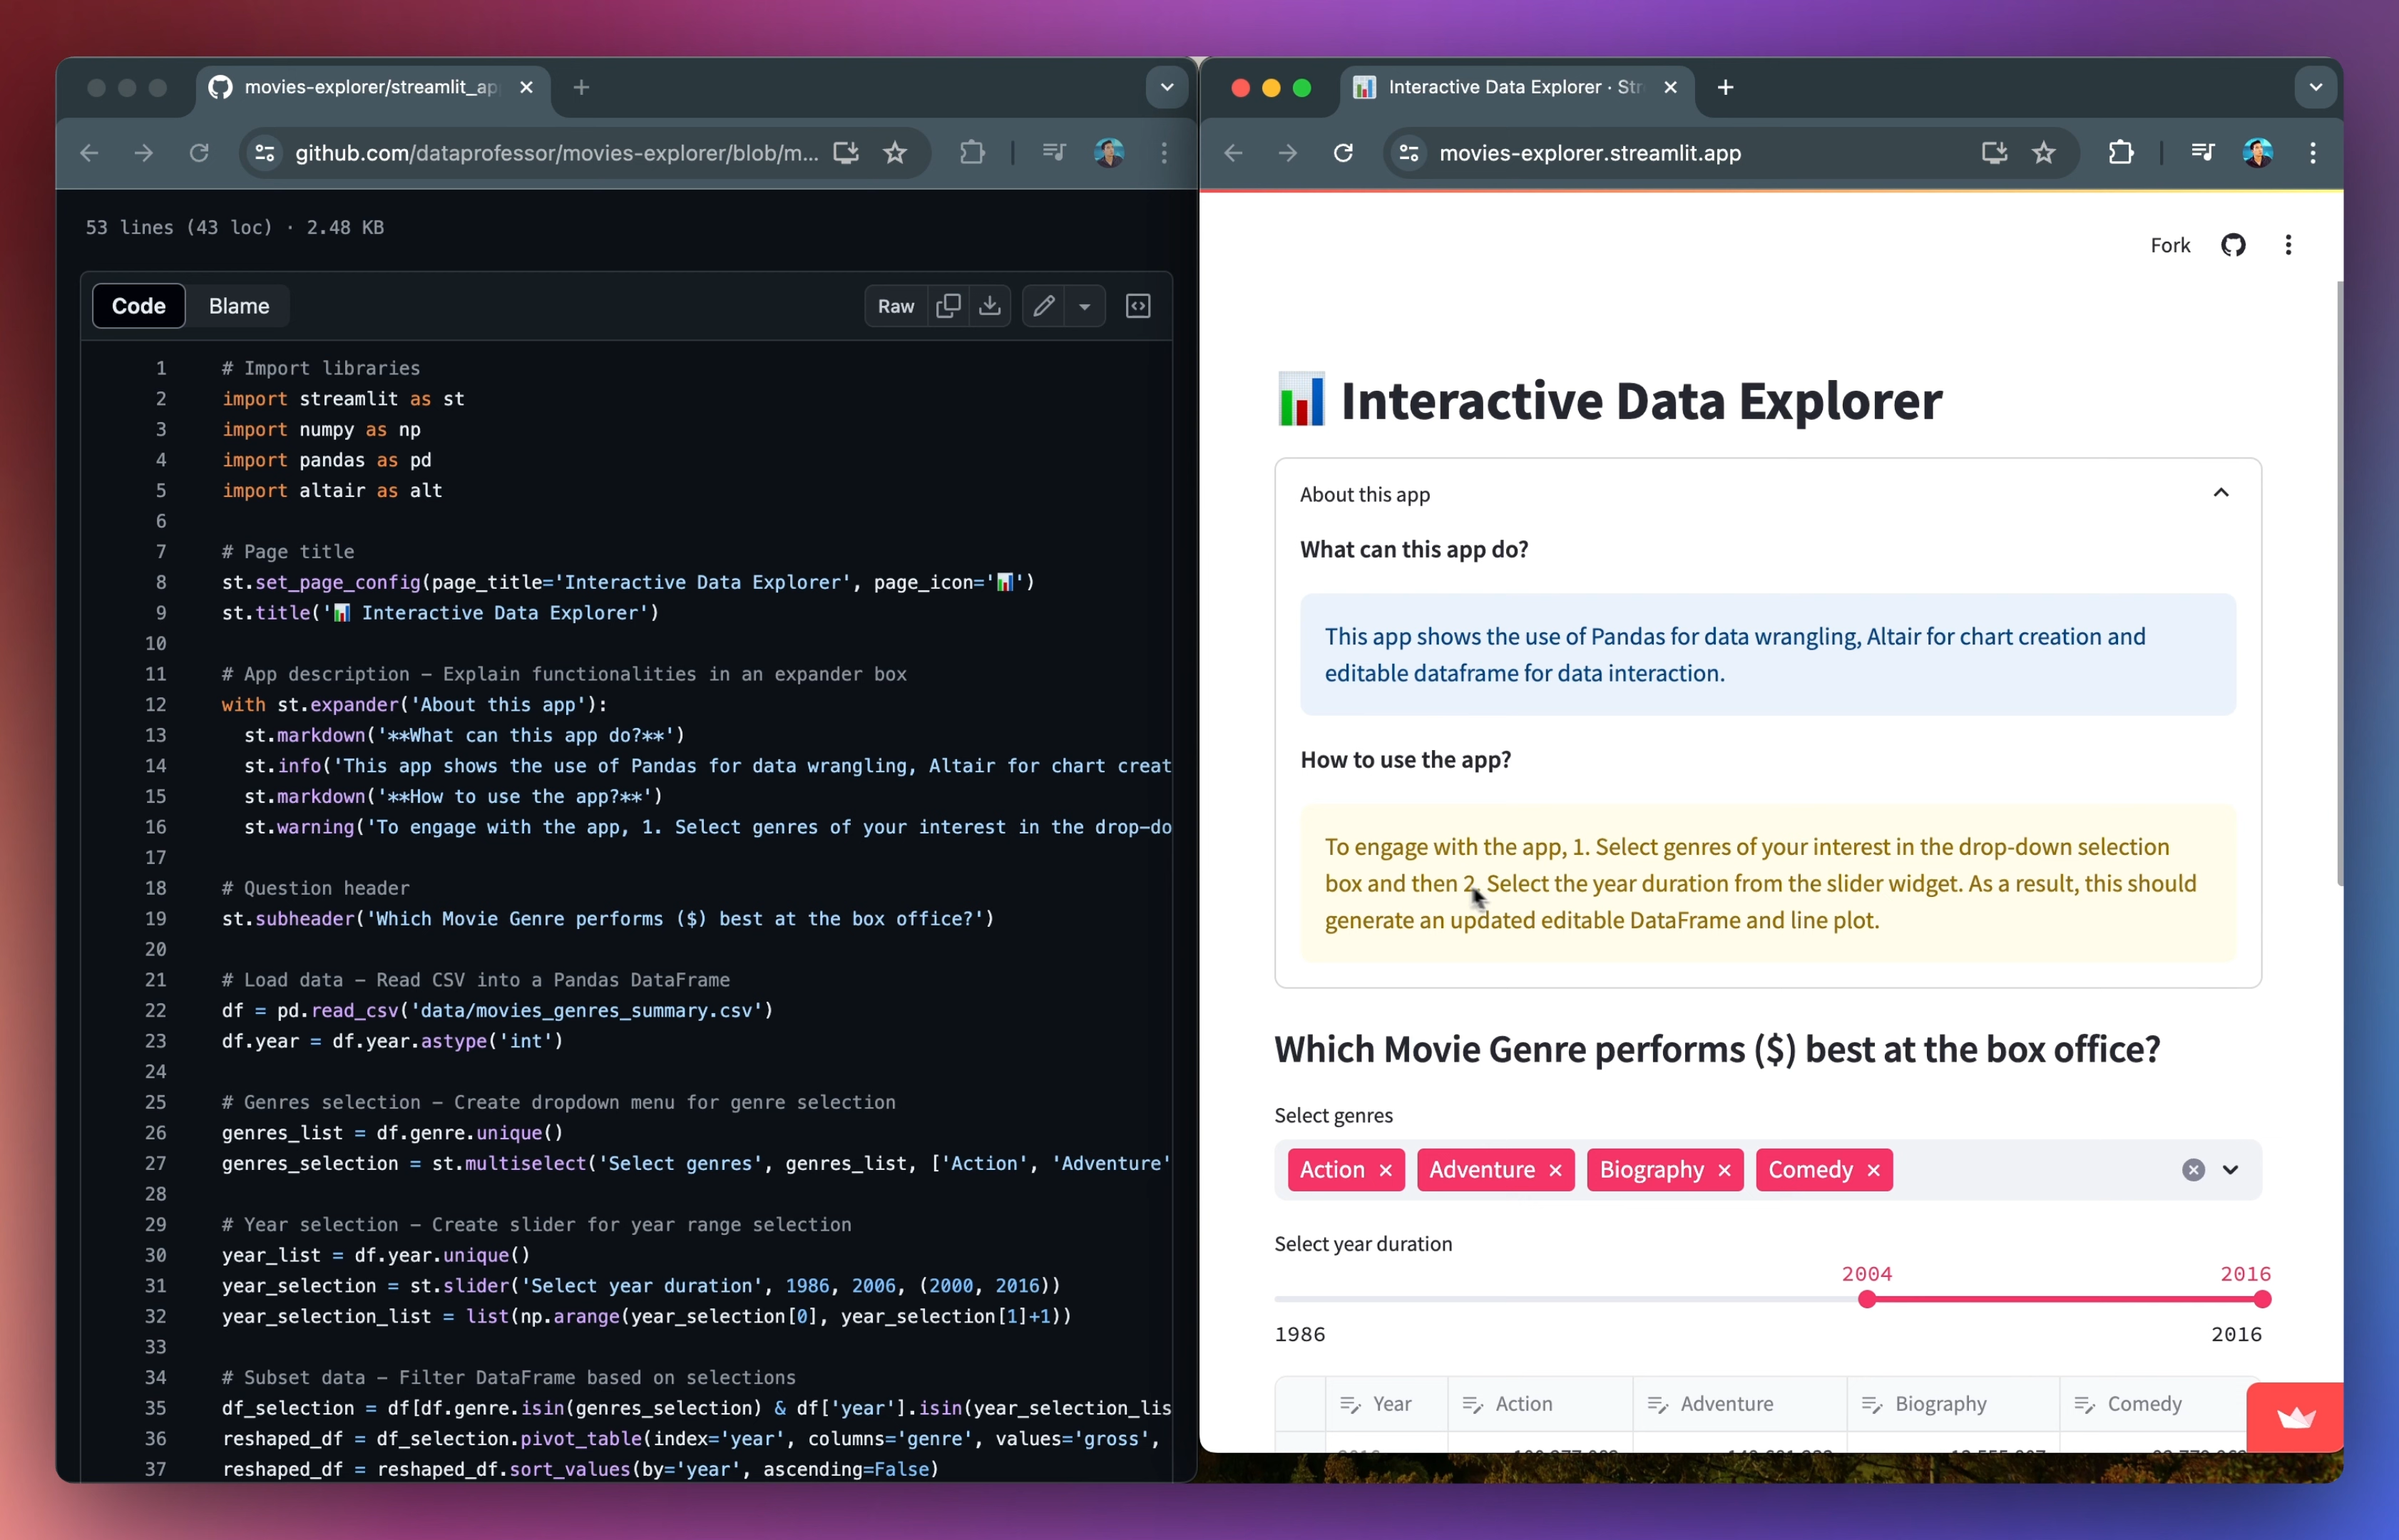 movies-explorer/streamlit_ap
github.com/dataprofessor/movies-explorer/blob/m...
53 lines (43 loc) · 2.48 KB
Code Blame Raw
1 # Import libraries
2 import streamlit as st
3 import numpy as np
4 import pandas as pd
5 import altair as alt
6
7 # Page title
8 st.set_page_config(page_title='Interactive Data Explorer', page_icon='📊')
9 st.title('📊 Interactive Data Explorer')
10
11 # App description – Explain functionalities in an expander box
12 with st.expander('About this app'):
13 st.markdown('**What can this app do?**')
14 st.info('This app shows the use of Pandas for data wrangling, Altair for chart creat
15 st.markdown('**How to use the app?**')
16 st.warning('To engage with the app, 1. Select genres of your interest in the drop-do
17
18 # Question header
19 st.subheader('Which Movie Genre performs ($) best at the box office?')
20
21 # Load data – Read CSV into a Pandas DataFrame
22 df = pd.read_csv('data/movies_genres_summary.csv')
23 df.year = df.year.astype('int')
24
25 # Genres selection – Create dropdown menu for genre selection
26 genres_list = df.genre.unique()
27 genres_selection = st.multiselect('Select genres', genres_list, ['Action', 'Adventure'
28
29 # Year selection – Create slider for year range selection
30 year_list = df.year.unique()
31 year_selection = st.slider('Select year duration', 1986, 2006, (2000, 2016))
32 year_selection_list = list(np.arange(year_selection[0], year_selection[1]+1))
33
34 # Subset data – Filter DataFrame based on selections
35 df_selection = df[df.genre.isin(genres_selection) & df['year'].isin(year_selection_lis
36 reshaped_df = df_selection.pivot_table(index='year', columns='genre', values='gross',
37 reshaped_df = reshaped_df.sort_values(by='year', ascending=False)
Interactive Data Explorer · Str
movies-explorer.streamlit.app
Fork
📊 Interactive Data Explorer
About this app
What can this app do?
This app shows the use of Pandas for data wrangling, Altair for chart creation and
editable dataframe for data interaction.
How to use the app?
To engage with the app, 1. Select genres of your interest in the drop-down selection
box and then 2. Select the year duration from the slider widget. As a result, this should
generate an updated editable DataFrame and line plot.
Which Movie Genre performs ($) best at the box office?
Select genres
Action Adventure Biography Comedy
Select year duration
2004 2016
1986 2016
Year Action Adventure Biography Comedy